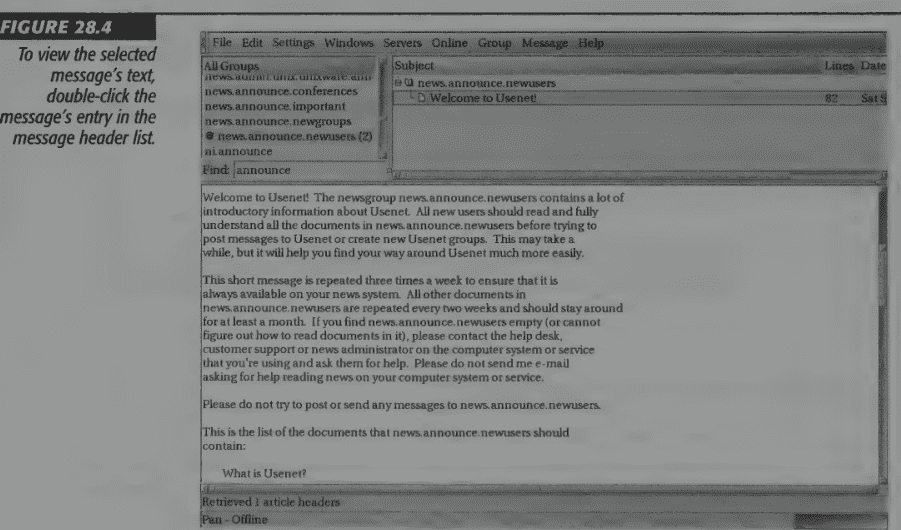 FIGURE 28.4
To view the selected
message's text,
double-click the
message's entry in the
message header list.
File Edit Settings Windows Servers Online Group Message Help
All Groups
news.announce.conferences
news.announce.important
news.announce.newgroups
news.announce.newusers (2)
ni.announce
Find: announce
Subject Lines Date
news.announce.newusers
Welcome to Usenet! 82 Sat S
Welcome to Usenet! The newsgroup news.announce.newusers contains a lot of
introductory information about Usenet. All new users should read and fully
understand all the documents in news.announce.newusers before trying to
post messages to Usenet or create new Usenet groups. This may take a
while, but it will help you find your way around Usenet much more easily.
This short message is repeated three times a week to ensure that it is
always available on your news system. All other documents in
news.announce.newusers are repeated every two weeks and should stay around
for at least a month. If you find news.announce.newusers empty (or cannot
figure out how to read documents in it), please contact the help desk,
customer support or news administrator on the computer system or service
that you're using and ask them for help. Please do not send me e-mail
asking for help reading news on your computer system or service.
Please do not try to post or send any messages to news.announce.newusers.
This is the list of the documents that news.announce.newusers should
contain:
What is Usenet?
Retrieved 1 article headers
Pan - Offline